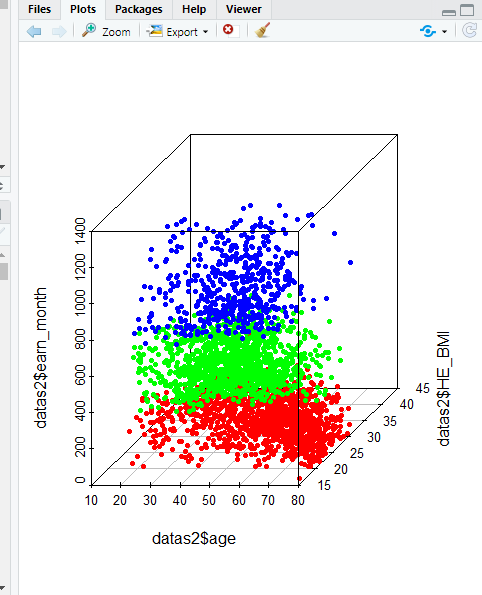 Files Plots Packages Help Viewer
Zoom Export
1400
1200
1000
800
600
400
200
0
datas2$earn_month
10 20 30 40 50 60 70 80
datas2$age
15
20
25
30
35
40
45
datas2$HE_BMI